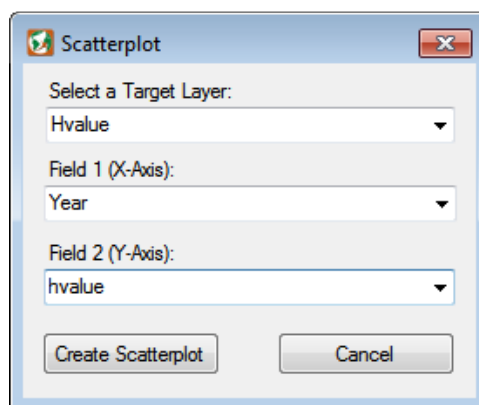 Scatterplot
Select a Target Layer:
Hvalue
Field 1 (X-Axis):
Year
Field 2 (Y-Axis):
hvalue
Create Scatterplot
Cancel